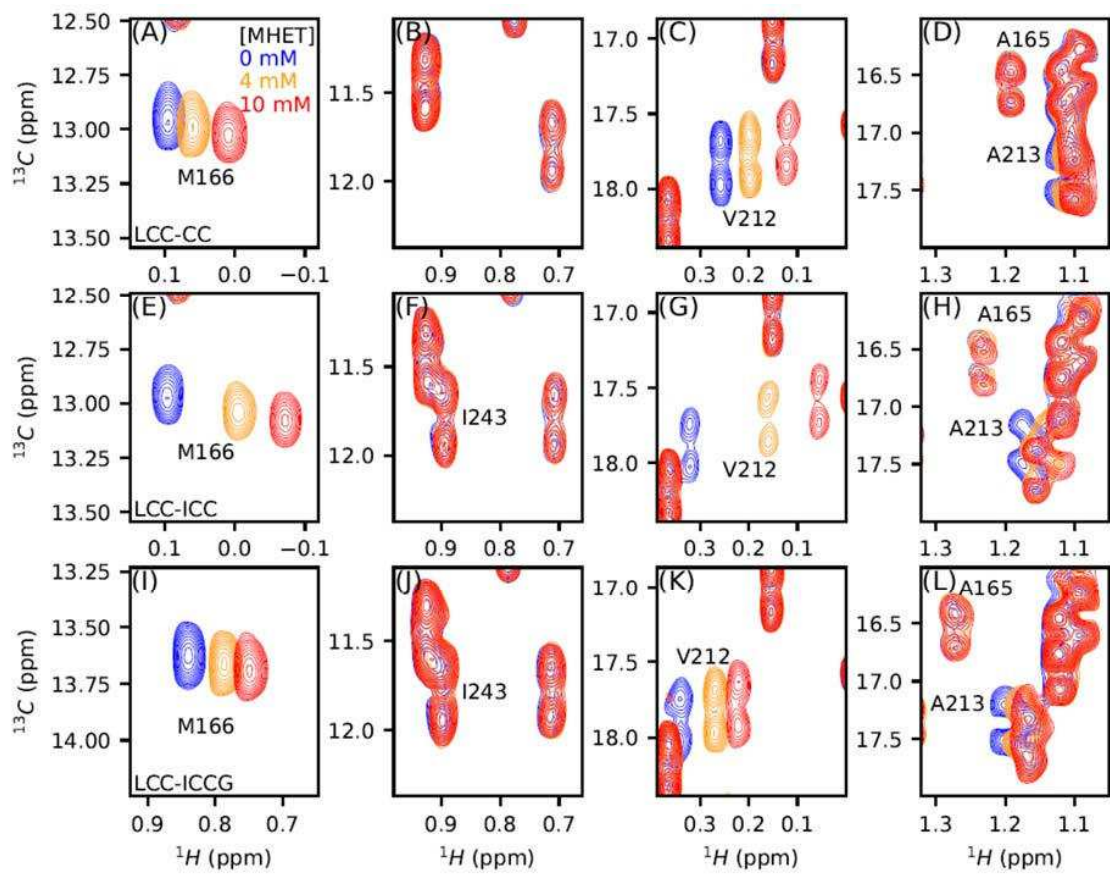 (A) [MHET] 0 mM 4 mM 10 mM M166 LCC-CC
12.50 12.75 13.00 13.25 13.50
¹³C (ppm)
0.1 0.0 −0.1
(B)
11.5 12.0
0.9 0.8 0.7
(C) V212
17.0 17.5 18.0
0.3 0.2 0.1
(D) A165 A213
16.5 17.0 17.5
1.3 1.2 1.1
(E) M166 LCC-ICC
12.50 12.75 13.00 13.25 13.50
¹³C (ppm)
0.1 0.0 −0.1
(F) I243
11.5 12.0
0.9 0.8 0.7
(G) V212
17.0 17.5 18.0
0.3 0.2 0.1
(H) A165 A213
16.5 17.0 17.5
1.3 1.2 1.1
(I) M166 LCC-ICCG
13.25 13.50 13.75 14.00
¹³C (ppm)
0.9 0.8 0.7
¹H (ppm)
(J) I243
11.5 12.0
0.9 0.8 0.7
¹H (ppm)
(K) V212
17.0 17.5 18.0
0.3 0.2 0.1
¹H (ppm)
(L) A165 A213
16.5 17.0 17.5
1.3 1.2 1.1
¹H (ppm)